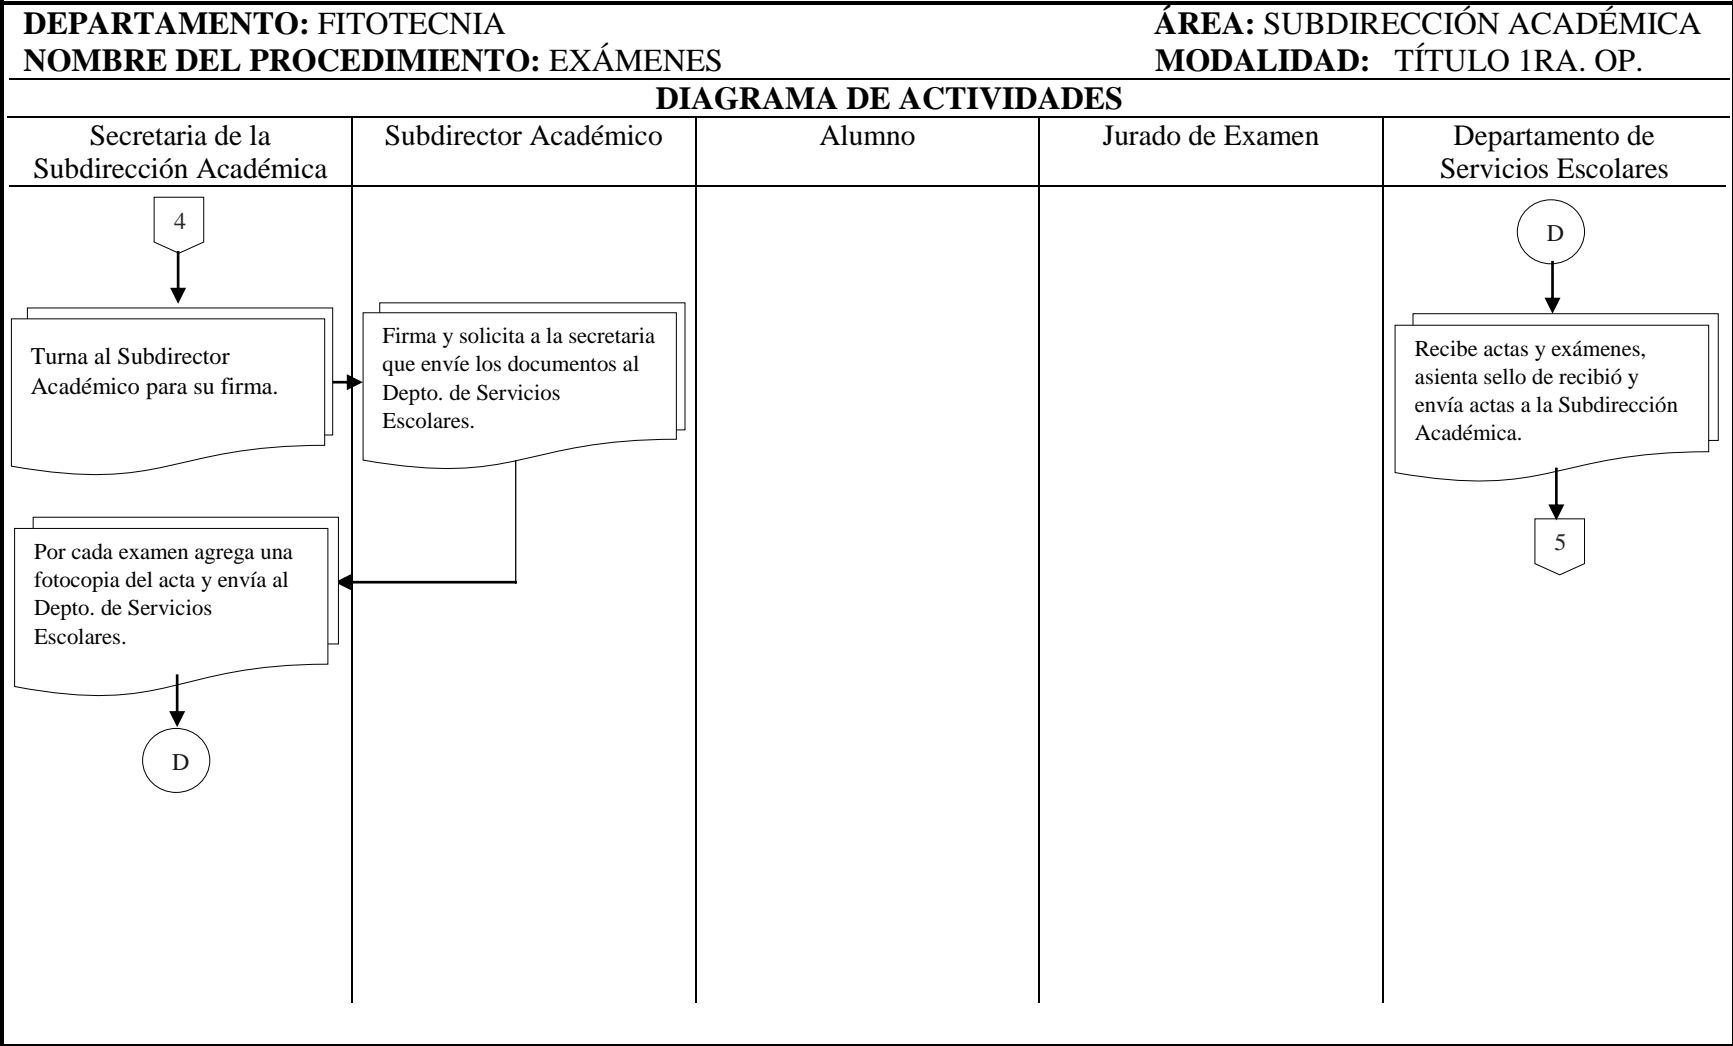 DEPARTAMENTO: FITOTECNIA ÁREA: SUBDIRECCIÓN ACADÉMICA
NOMBRE DEL PROCEDIMIENTO: EXÁMENES MODALIDAD: TÍTULO 1RA. OP.
DIAGRAMA DE ACTIVIDADES
Secretaria de la
Subdirección Académica
Subdirector Académico
Alumno
Jurado de Examen
Departamento de
Servicios Escolares
4
Turna al Subdirector
Académico para su firma.
Firma y solicita a la secretaria
que envíe los documentos al
Depto. de Servicios
Escolares.
Por cada examen agrega una
fotocopia del acta y envía al
Depto. de Servicios
Escolares.
D
D
Recibe actas y exámenes,
asienta sello de recibió y
envía actas a la Subdirección
Académica.
5